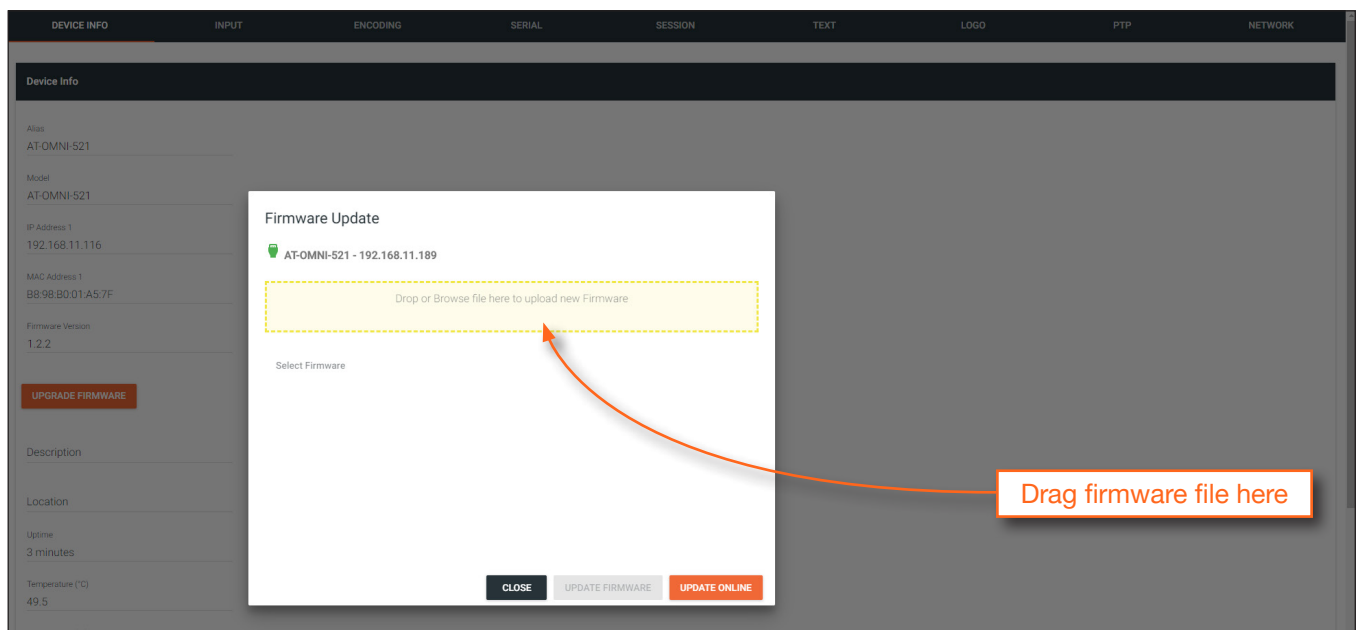 DEVICE INFO INPUT ENCODING SERIAL SESSION TEXT LOGO PTP NETWORK
Device Info
Alias
AT-OMNI-521
Model
AT-OMNI-521
IP Address 1
192.168.11.116
MAC Address 1
B8:98:B0:01:A5:7F
Firmware Version
1.2.2
UPGRADE FIRMWARE
Description
Location
Uptime
3 minutes
Temperature (°C)
49.5
Firmware Update
AT-OMNI-521 - 192.168.11.189
Drop or Browse file here to upload new Firmware
Select Firmware
CLOSE UPDATE FIRMWARE UPDATE ONLINE
Drag firmware file here